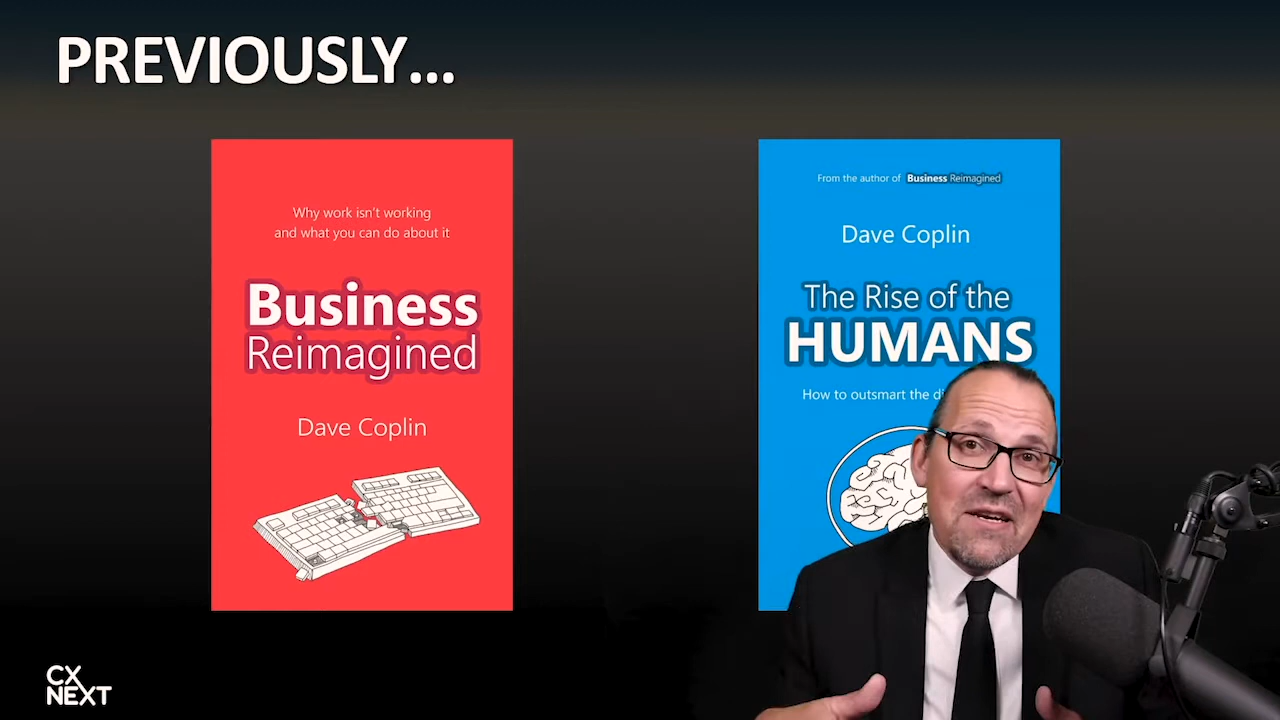 PREVIOUSLY...
Why work isn't working
and what you can do about it
Business
Reimagined
Dave Coplin
From the author of Business Reimagined
Dave Coplin
The Rise of the
HUMANS
How to outsmart the
CX
NEXT